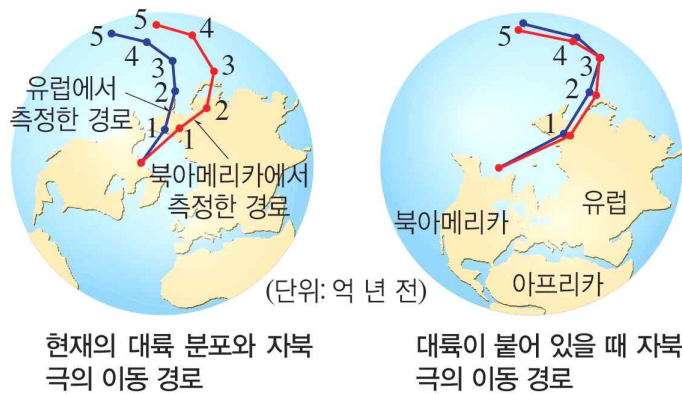 5
5
4
4
3
3
유럽에서
측정한 경로
2
2
1
1
북아메리카에서
측정한 경로
5
4
3
2
1
북아메리카
유럽
아프리카
(단위: 억 년 전)
현재의 대륙 분포와 자북
극의 이동 경로
대륙이 붙어 있을 때 자북
극의 이동 경로